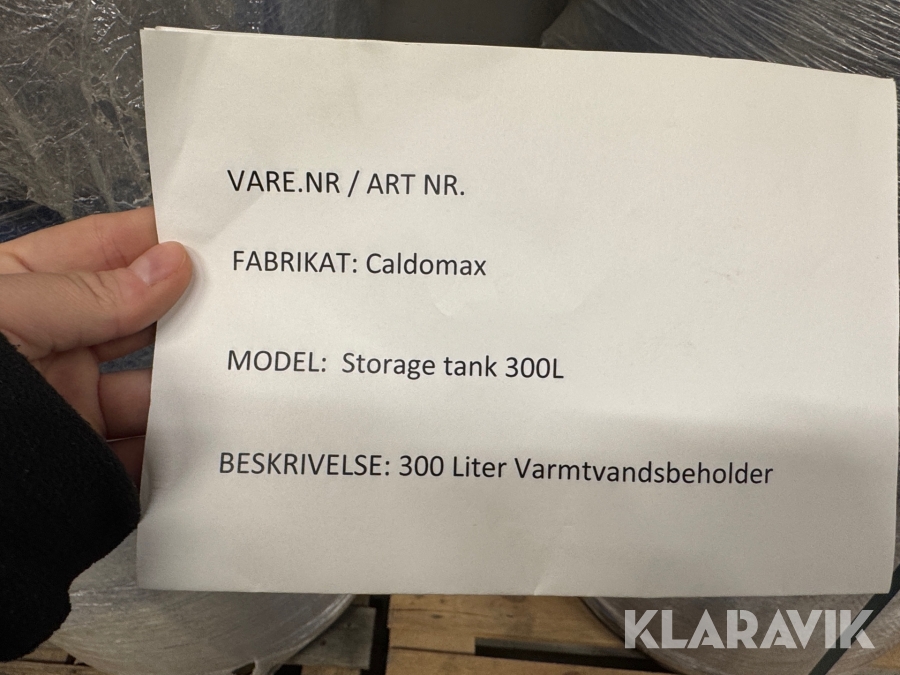 VARE.NR / ART NR.
FABRIKAT: Caldomax
MODEL: Storage tank 300L
BESKRIVELSE: 300 Liter Varmtvandsbeholder
KLARAVIK